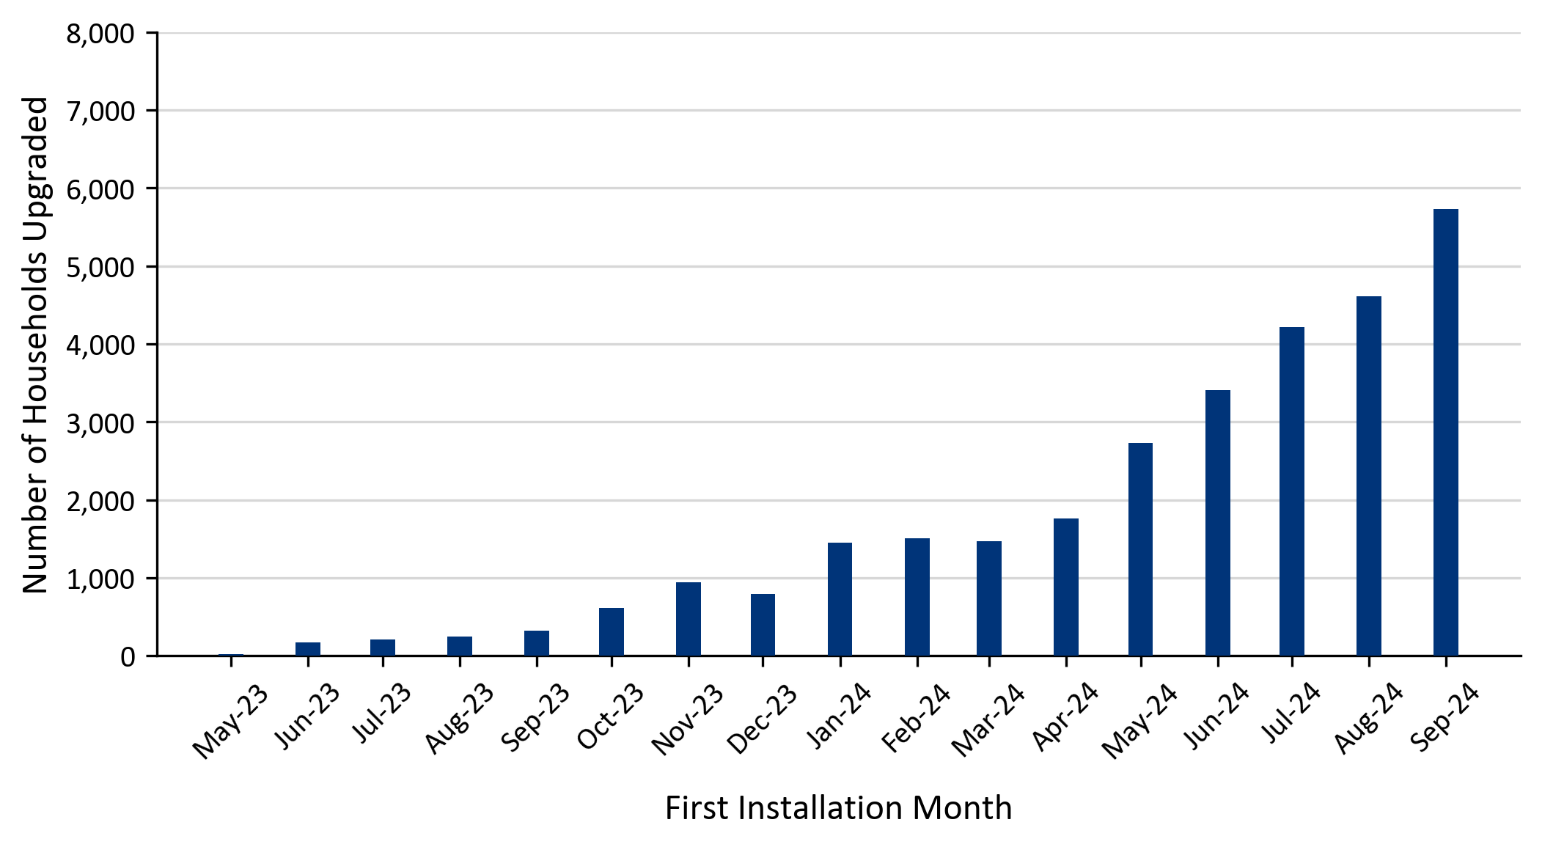 Number of Households Upgraded
8,000
7,000
6,000
5,000
4,000
3,000
2,000
1,000
0
May-23
Jun-23
Jul-23
Aug-23
Sep-23
Oct-23
Nov-23
Dec-23
Jan-24
Feb-24
Mar-24
Apr-24
May-24
Jun-24
Jul-24
Aug-24
Sep-24
First Installation Month